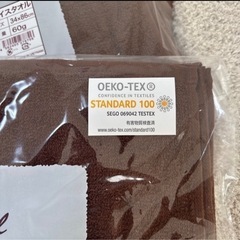 イスタオル
34×86cm
60g
OEKO-TEX®
CONFIDENCE IN TEXTILES
STANDARD 100
SEGO 069042 TESTEX
有害物質検査済
www.oeko-tex.com/standard100